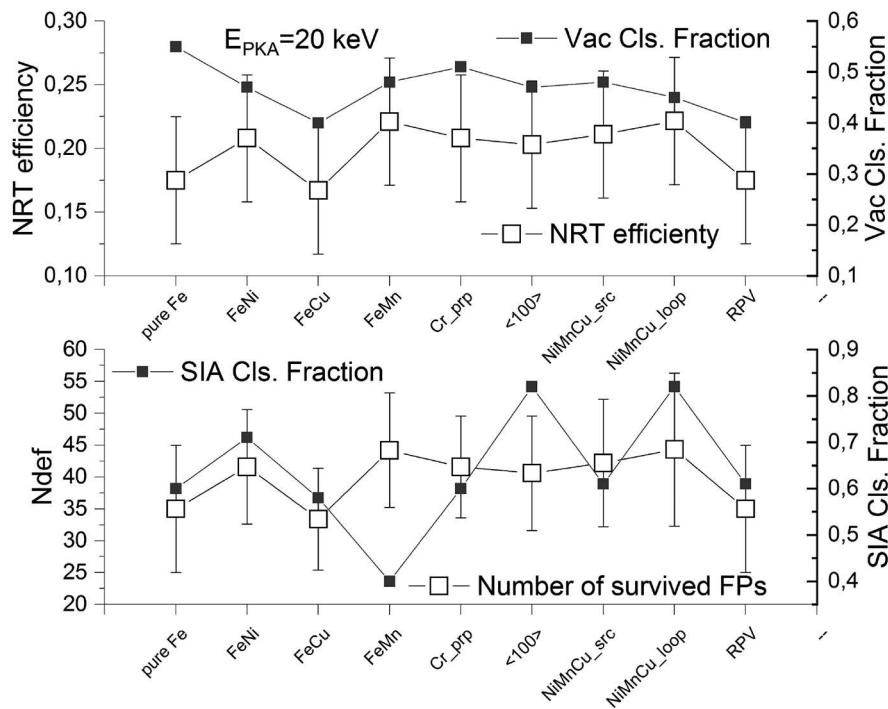 E_PKA=20 keV
Vac Cls. Fraction
NRT efficienty
NRT efficiency
0,30
0,25
0,20
0,15
0,10
Vac Cls. Fraction
0,6
0,5
0,4
0,3
0,2
0,1
pure Fe
FeNi
FeCu
FeMn
Cr_prp
<100>
NiMnCu_src
NiMnCu_loop
RPV
--
SIA Cls. Fraction
Number of survived FPs
Ndef
60
55
50
45
40
35
30
25
20
SIA Cls. Fraction
0,9
0,8
0,7
0,6
0,5
0,4
pure Fe
FeNi
FeCu
FeMn
Cr_prp
<100>
NiMnCu_src
NiMnCu_loop
RPV
--